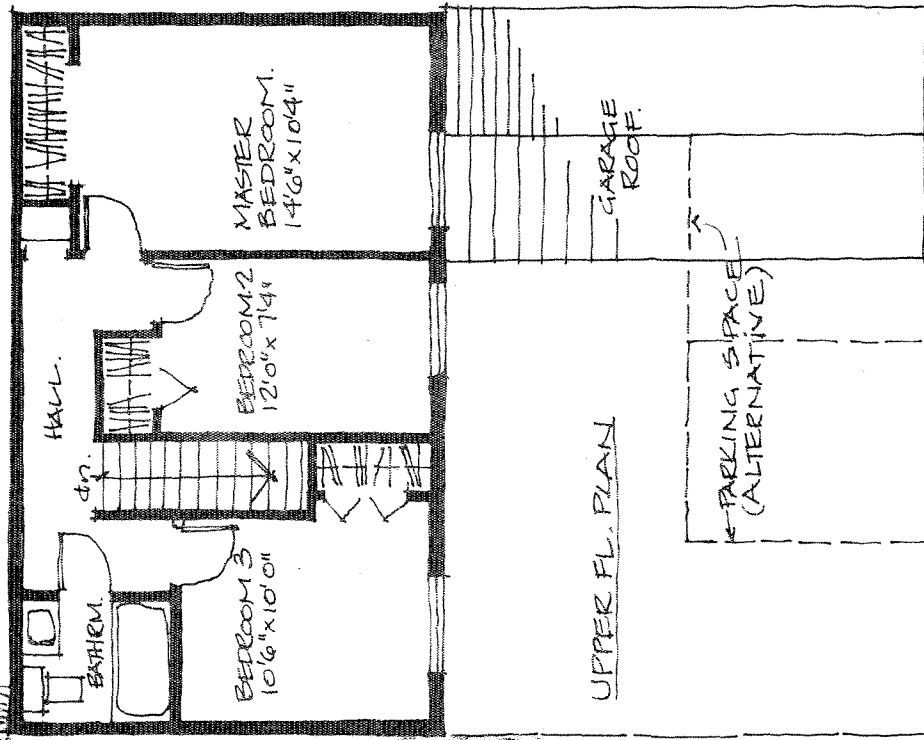 BATHRM.
BEDROOM 3
10'6"x10'0"
dn.
HALL.
BEDROOM.2
12'0"x 7'4"
MASTER
BEDROOM.
14'6"x10'4"
UPPER FL. PLAN
PARKING SPACE
(ALTERNATIVE)
GARAGE
ROOF.